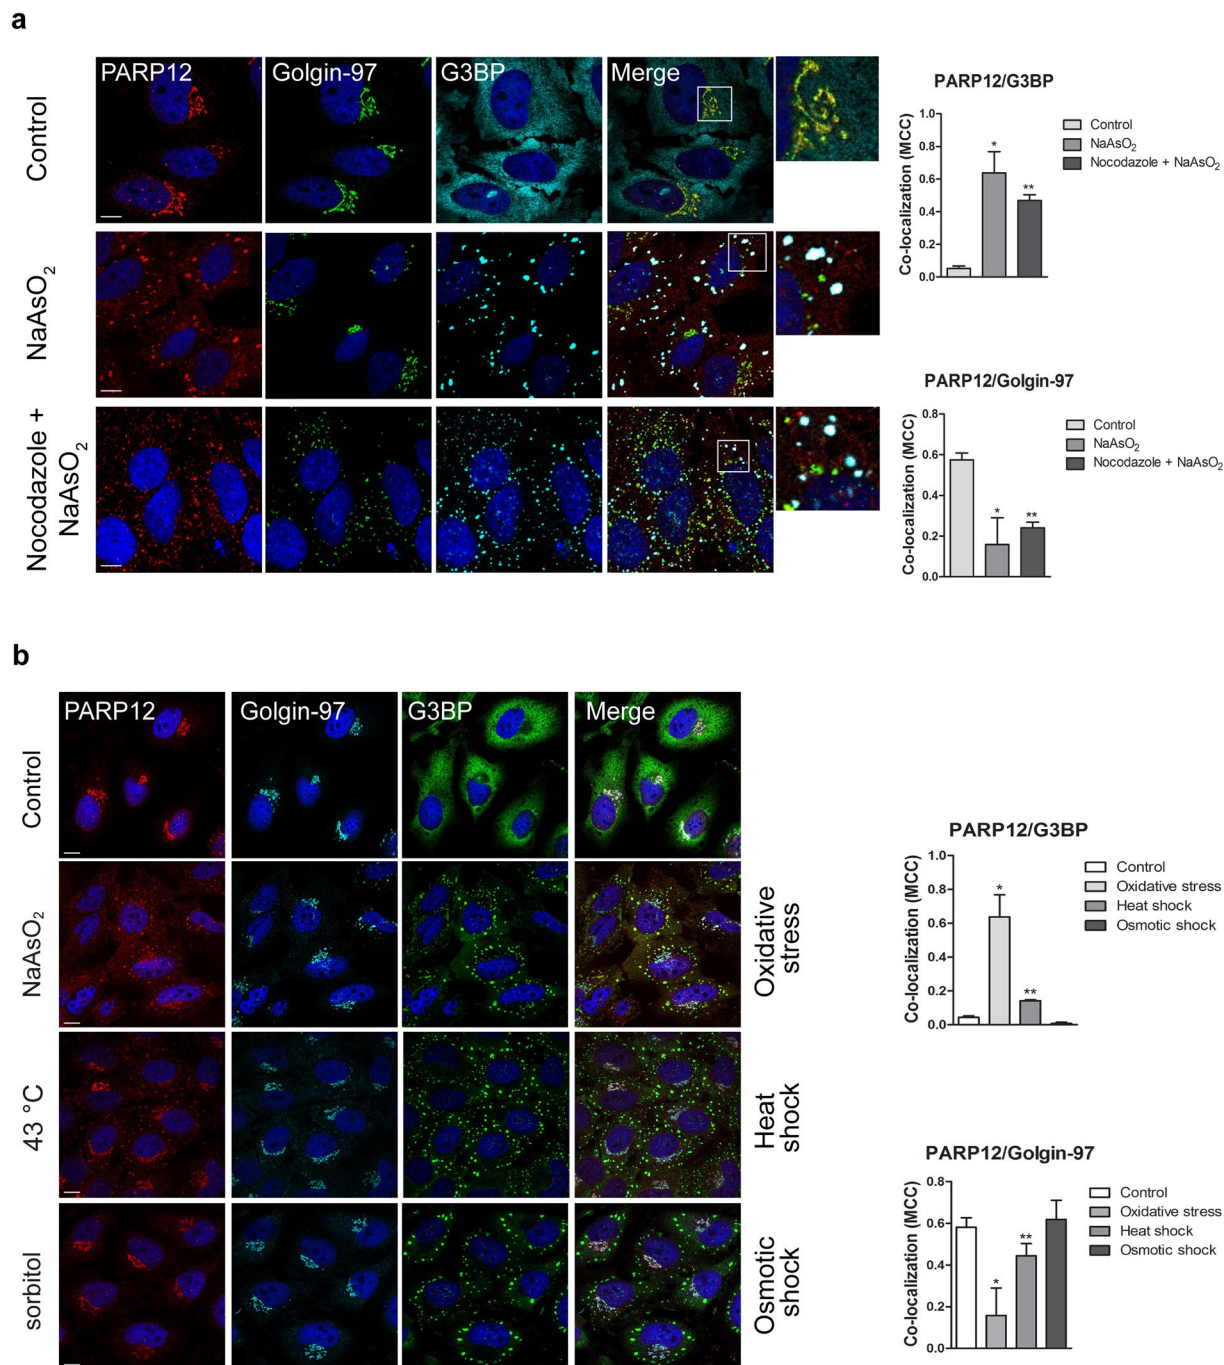 a
PARP12
Golgin-97
G3BP
Merge
Control
NaAsO₂
Nocodazole +
NaAsO₂
PARP12/G3BP
Co-localization (MCC)
1.0
0.8
0.6
0.4
0.2
0.0
*
**
Control
NaAsO₂
Nocodazole + NaAsO₂
PARP12/Golgin-97
Co-localization (MCC)
0.8
0.6
0.4
0.2
0.0
*
**
Control
NaAsO₂
Nocodazole + NaAsO₂
b
PARP12
Golgin-97
G3BP
Merge
Control
NaAsO₂
Oxidative
stress
43 °C
Heat
shock
sorbitol
Osmotic
shock
PARP12/G3BP
Co-localization (MCC)
1.0
0.8
0.6
0.4
0.2
0.0
*
**
Control
Oxidative stress
Heat shock
Osmotic shock
PARP12/Golgin-97
Co-localization (MCC)
0.8
0.6
0.4
0.2
0.0
*
**
Control
Oxidative stress
Heat shock
Osmotic shock